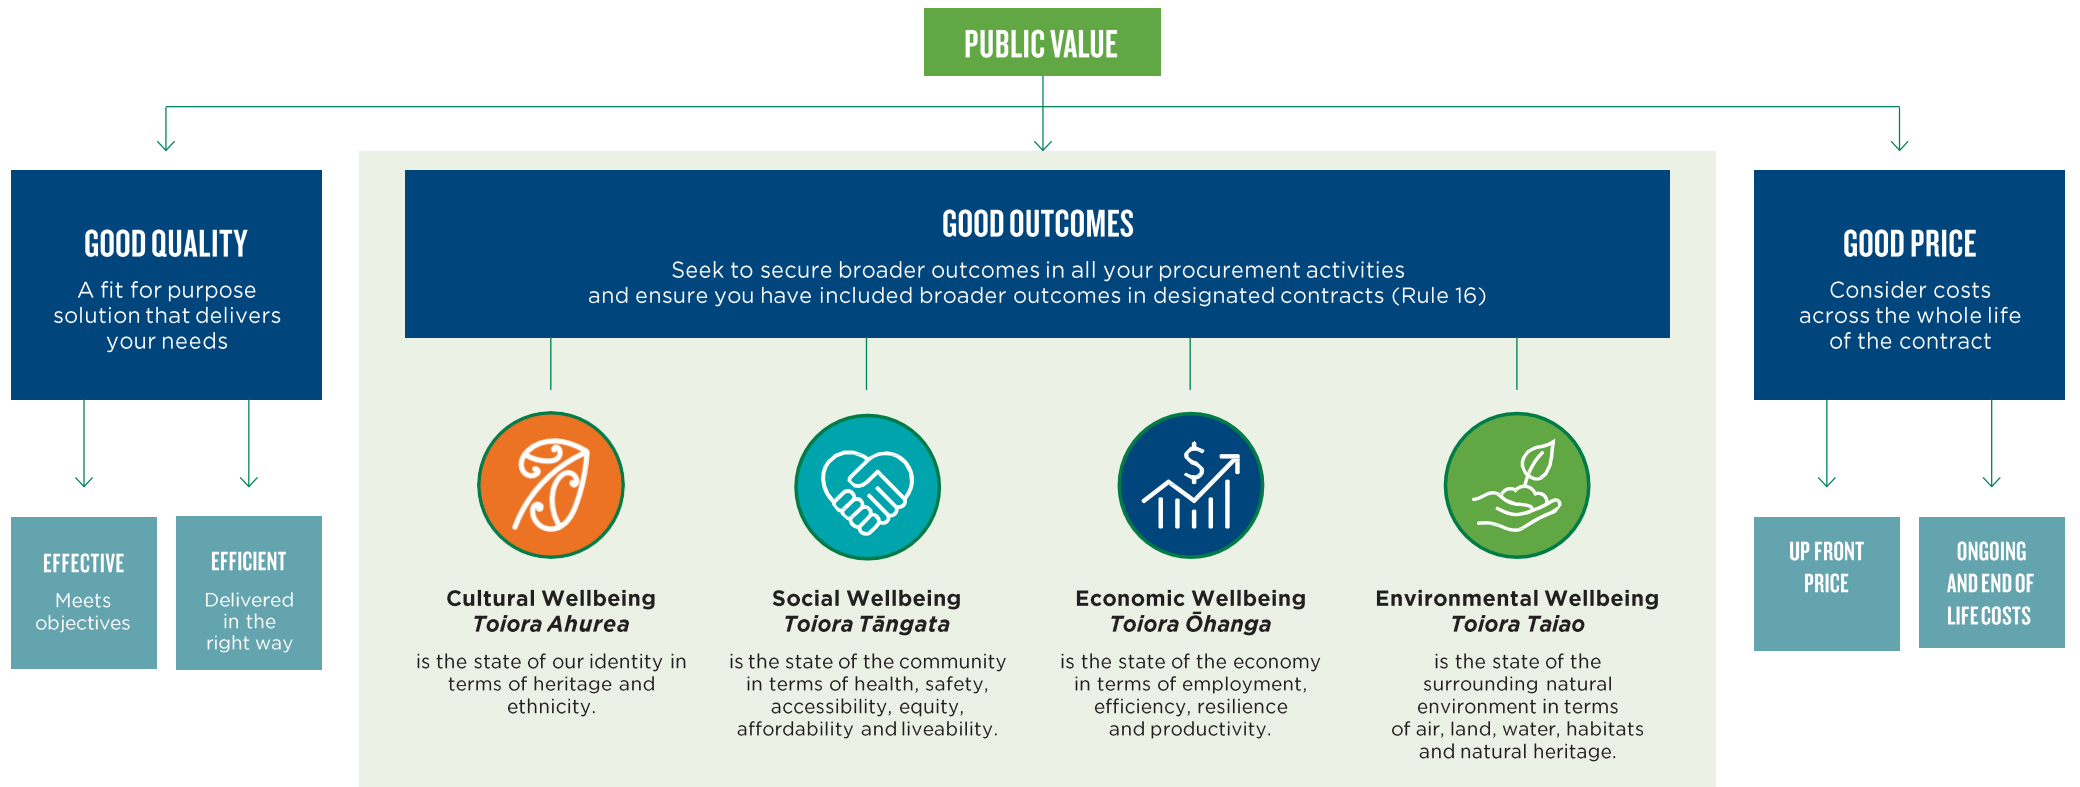 PUBLIC VALUE
GOOD QUALITY
A fit for purpose
solution that delivers
your needs
EFFECTIVE
Meets
objectives
EFFICIENT
Delivered
in the
right way
GOOD OUTCOMES
Seek to secure broader outcomes in all your procurement activities
and ensure you have included broader outcomes in designated contracts (Rule 16)
Cultural Wellbeing
Toiora Ahurea
is the state of our identity in
terms of heritage and
ethnicity.
Social Wellbeing
Toiora Tāngata
is the state of the community
in terms of health, safety,
accessibility, equity,
affordability and liveability.
$
Economic Wellbeing
Toiora Ōhanga
is the state of the economy
in terms of employment,
efficiency, resilience
and productivity.
Environmental Wellbeing
Toiora Taiao
is the state of the
surrounding natural
environment in terms
of air, land, water, habitats
and natural heritage.
GOOD PRICE
Consider costs
across the whole life
of the contract
UP FRONT
PRICE
ONGOING
AND END OF
LIFE COSTS